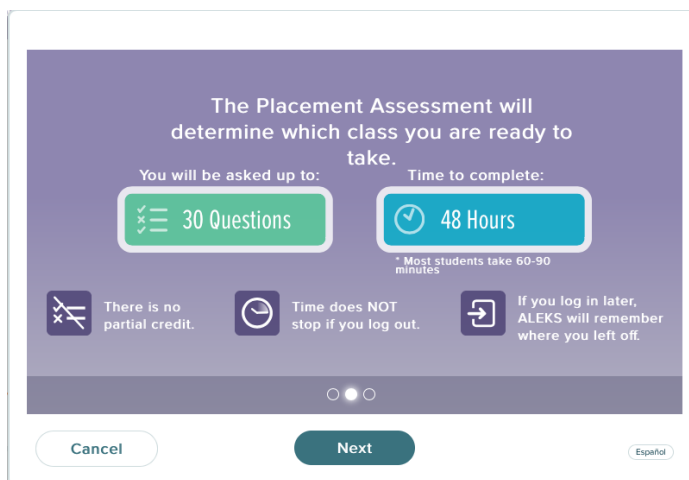 The Placement Assessment will
determine which class you are ready to
take.
You will be asked up to:
30 Questions
Time to complete:
48 Hours
* Most students take 60-90
minutes
There is no
partial credit.
Time does NOT
stop if you log out.
If you log in later,
ALEKS will remember
where you left off.
Cancel
Next
Español